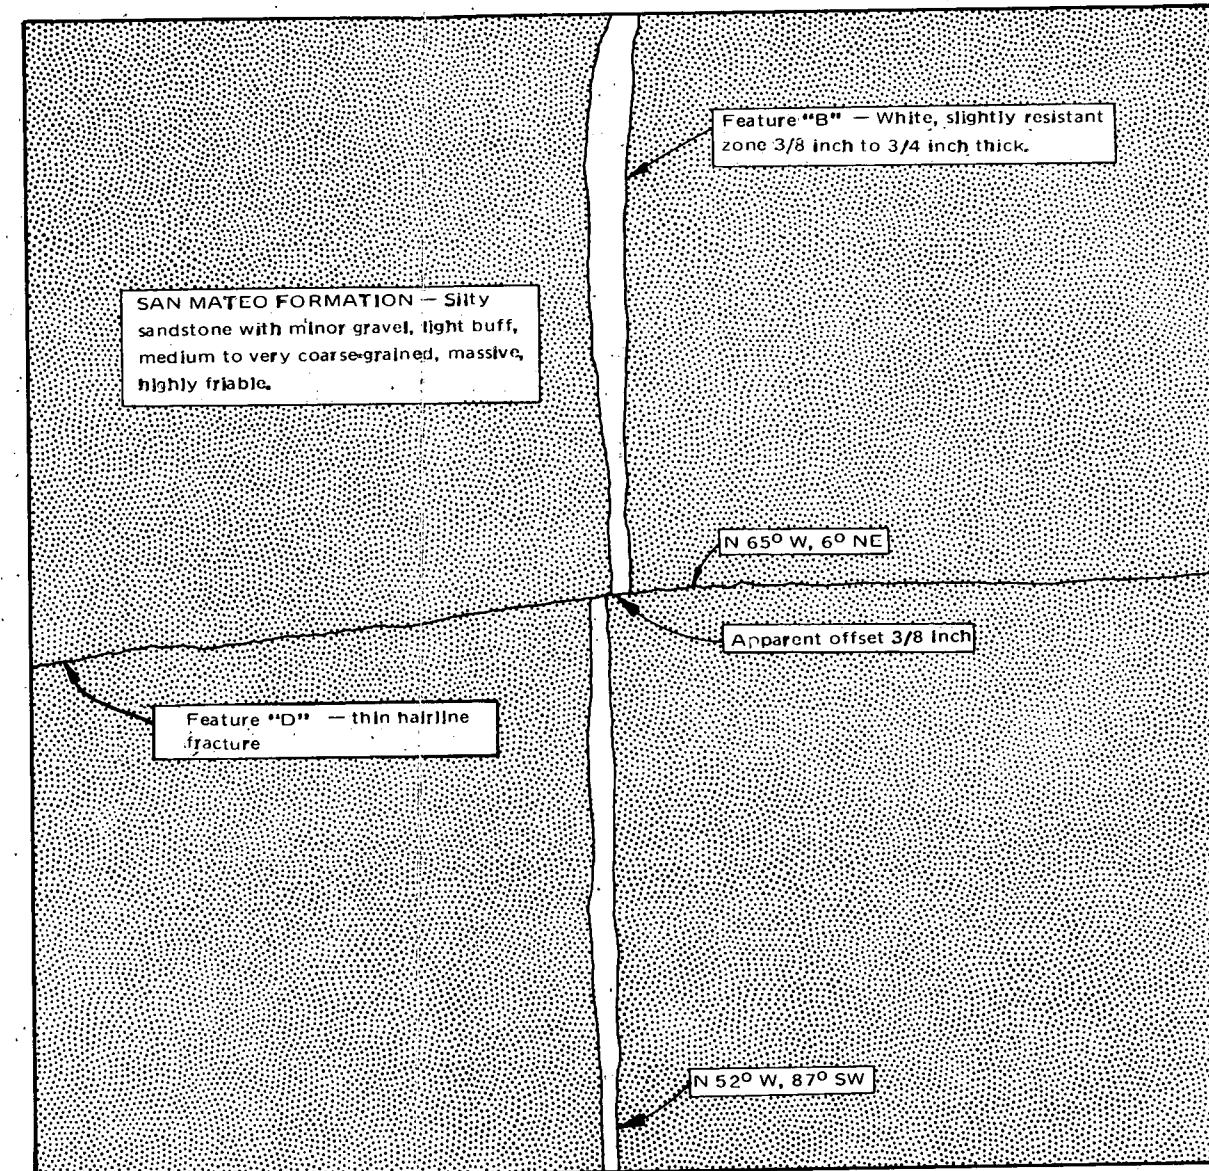 Feature "B" — White, slightly resistant
zone 3/8 inch to 3/4 inch thick.
SAN MATEO FORMATION — Silty
sandstone with minor gravel, light buff,
medium to very coarse-grained, massive,
highly friable.
N 65° W, 6° NE
Apparent offset 3/8 inch
Feature "D" — thin hairline
fracture
N 52° W, 87° SW